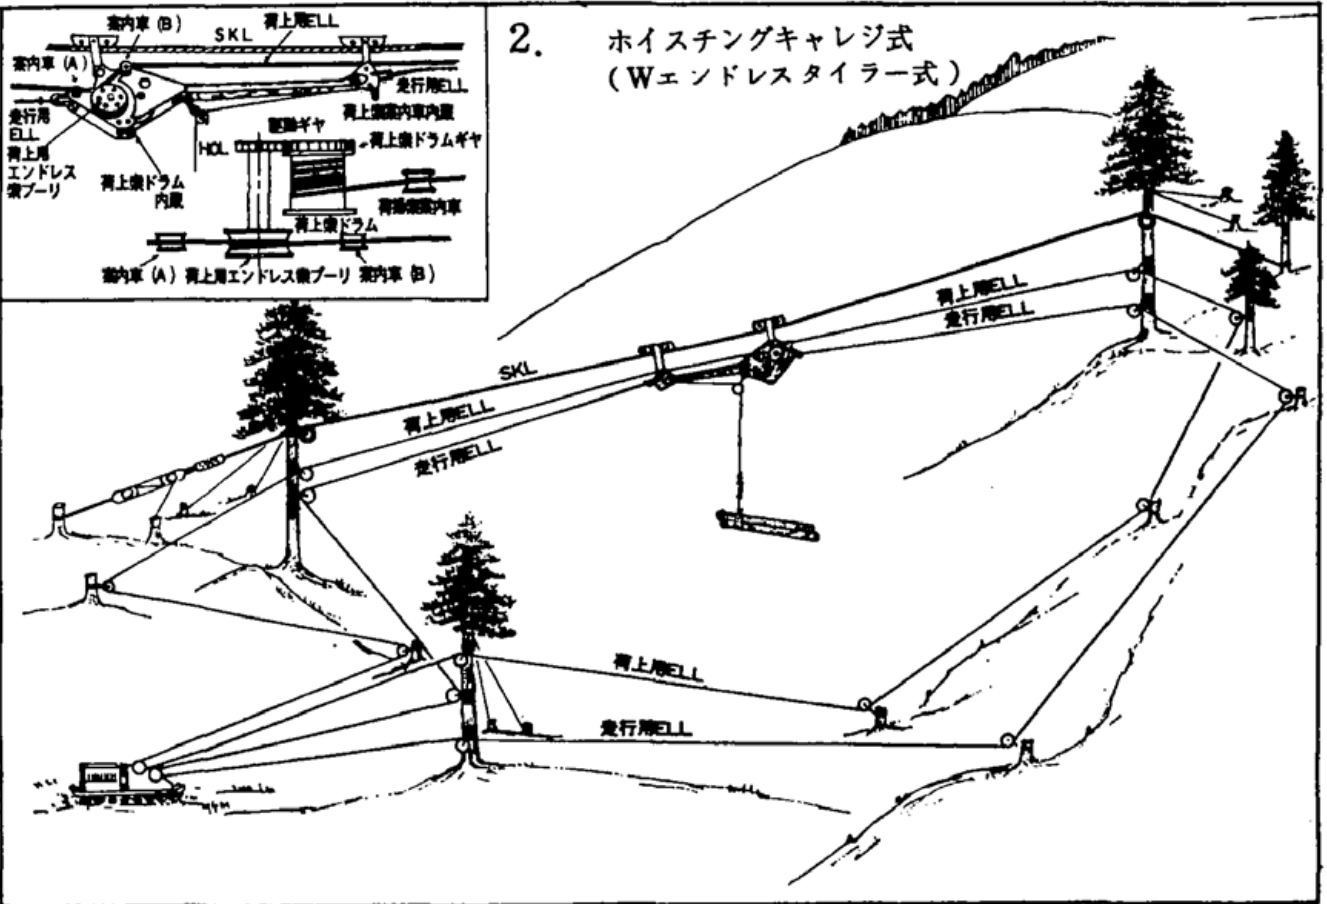 2. ホイスチングキャレジ式
(Wエンドレスタイラー式)
案内車(B)
荷上用ELL
SKL
案内車(A)
走行用ELL
走行用
ELL
荷上索案内車内蔵
荷上用
エンドレス
索プーリ
HOL
駆動ギヤ
荷上索ドラムギヤ
荷上索ドラム
内蔵
荷上索ドラム
案内車(A)
荷上用エンドレス索プーリ
案内車(B)
荷上用ELL
走行用ELL
SKL
荷上用ELL
走行用ELL
荷上用ELL
走行用ELL